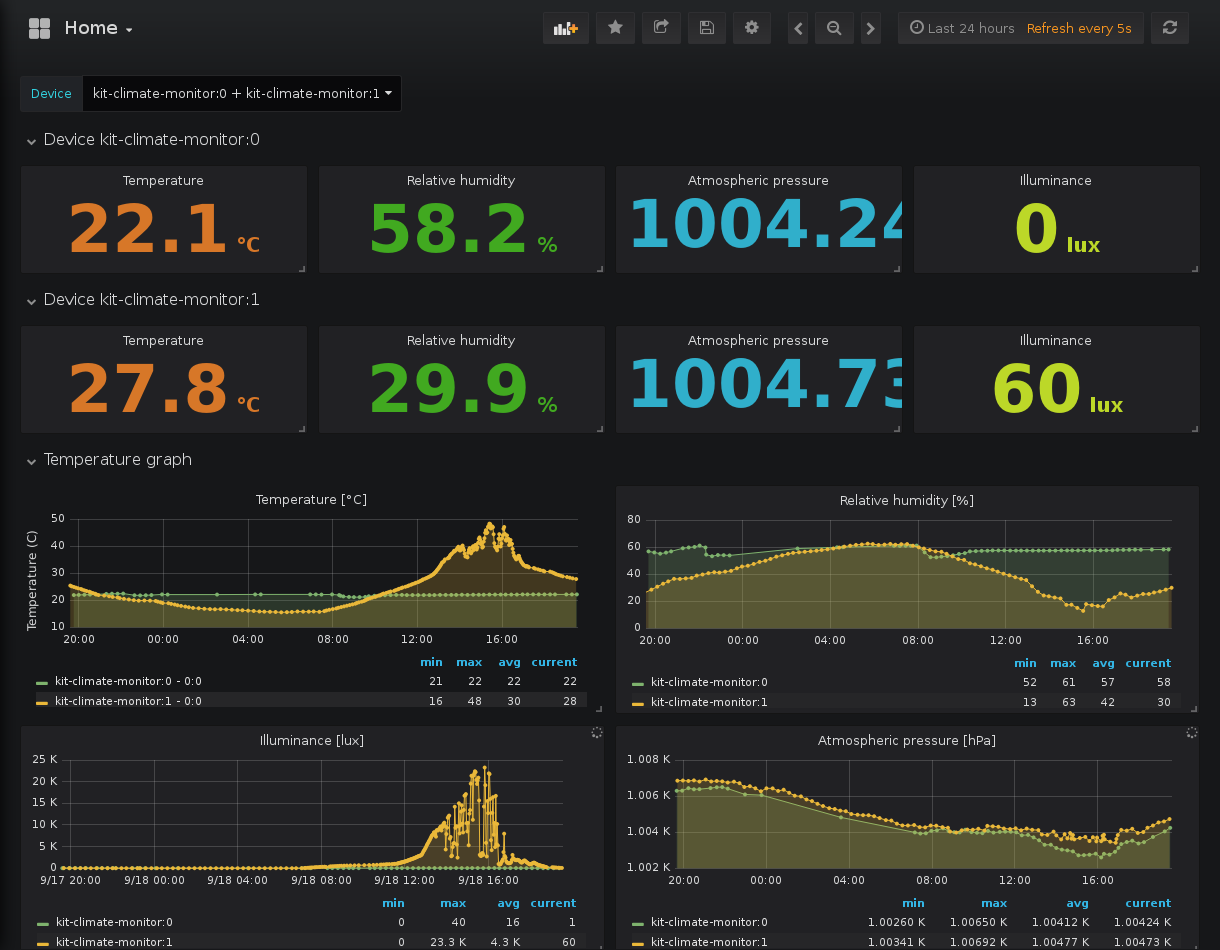 Home
Last 24 hours Refresh every 5s
Device kit-climate-monitor:0 + kit-climate-monitor:1
Device kit-climate-monitor:0
Temperature Relative humidity Atmospheric pressure Illuminance
22.1 °C 58.2 % 1004.24 0 lux
Device kit-climate-monitor:1
Temperature Relative humidity Atmospheric pressure Illuminance
27.8 °C 29.9 % 1004.73 60 lux
Temperature graph
Temperature [°C]
Temperature (C)
50
40
30
20
10
20:00 00:00 04:00 08:00 12:00 16:00
min max avg current
kit-climate-monitor:0 - 0:0 21 22 22 22
kit-climate-monitor:1 - 0:0 16 48 30 28
Relative humidity [%]
80
60
40
20
0
20:00 00:00 04:00 08:00 12:00 16:00
min max avg current
kit-climate-monitor:0 52 61 57 58
kit-climate-monitor:1 13 63 42 30
Illuminance [lux]
25 K
20 K
15 K
10 K
5 K
0
9/17 20:00 9/18 00:00 9/18 04:00 9/18 08:00 9/18 12:00 9/18 16:00
min max avg current
kit-climate-monitor:0 0 40 16 1
kit-climate-monitor:1 0 23.3 K 4.3 K 60
Atmospheric pressure [hPa]
1.008 K
1.006 K
1.004 K
1.002 K
20:00 00:00 04:00 08:00 12:00 16:00
min max avg current
kit-climate-monitor:0 1.00260 K 1.00650 K 1.00412 K 1.00424 K
kit-climate-monitor:1 1.00341 K 1.00692 K 1.00477 K 1.00473 K